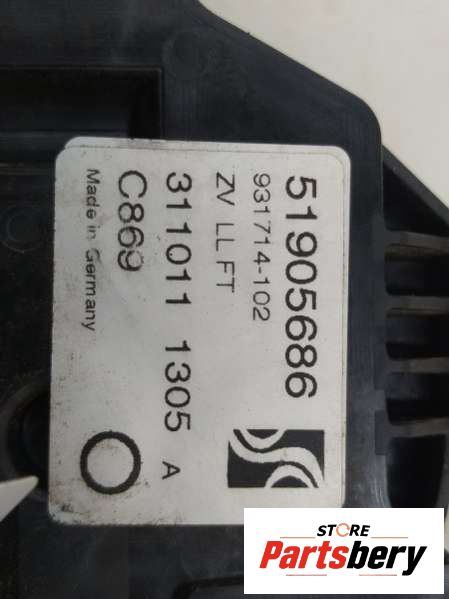 51905686
931714-102
ZV LL FT
311011 1305 A
C869
Made in Germany
STORE
Partsbery